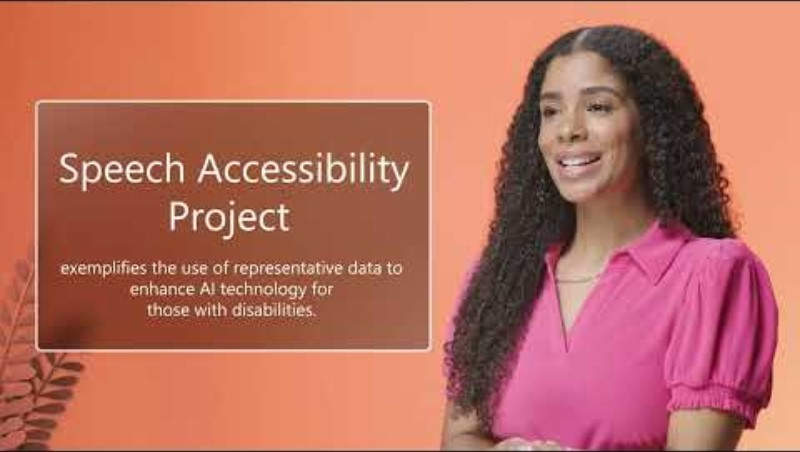 Speech Accessibility
Project
exemplifies the use of representative data to
enhance AI technology for
those with disabilities.